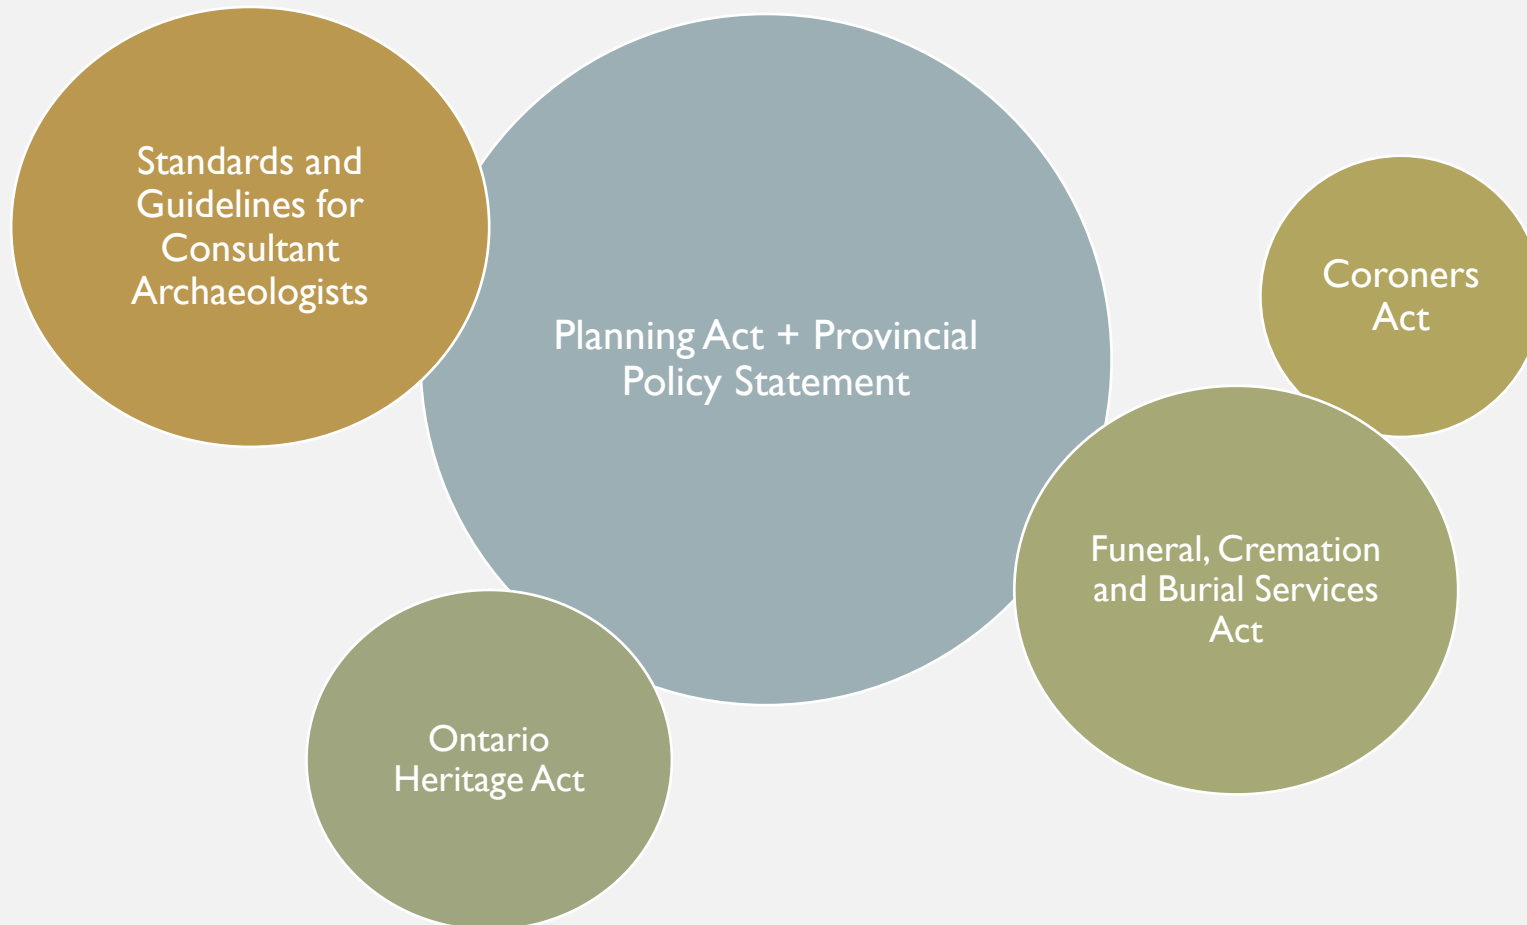 Standards and
Guidelines for
Consultant
Archaeologists
Planning Act + Provincial
Policy Statement
Coroners
Act
Funeral, Cremation
and Burial Services
Act
Ontario
Heritage Act